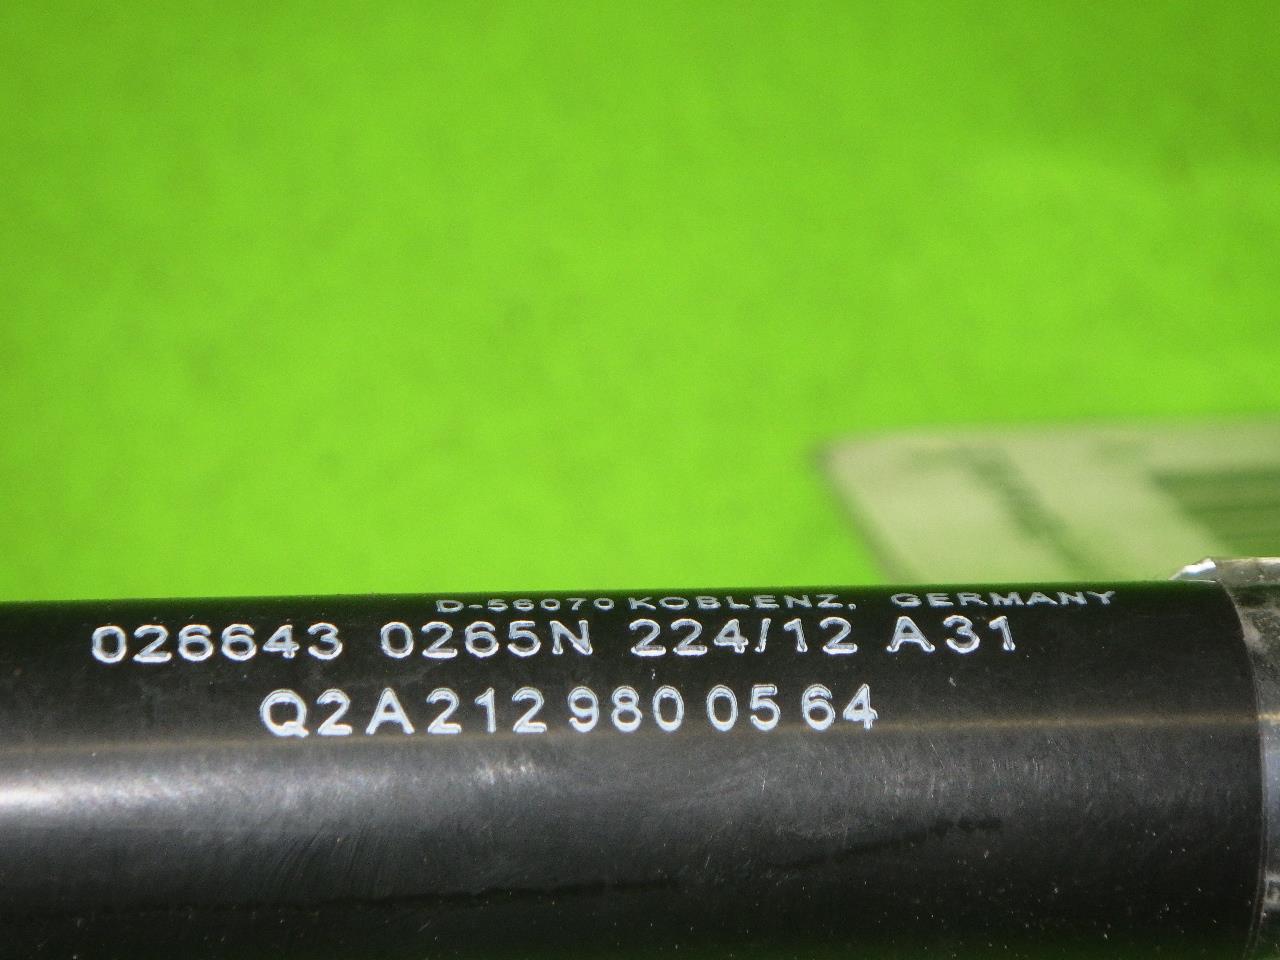 D-56070 KOBLENZ, GERMANY
026643 0265N 224/12 A31
Q2A 212 980 05 64